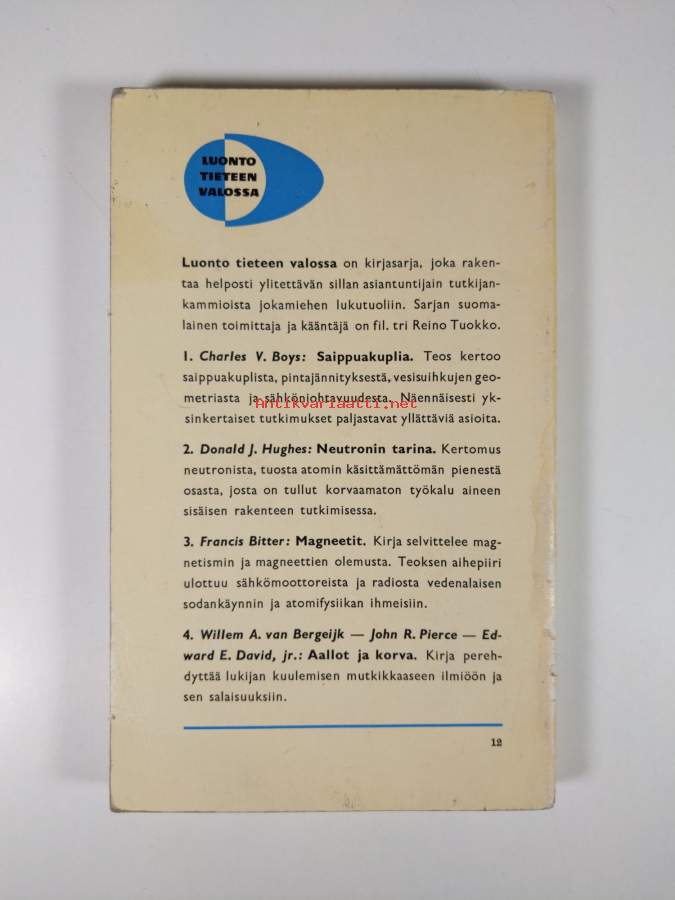 LUONTO
TIETEEN
VALOSSA
Luonto tieteen valossa on kirjasarja, joka raken-
taa helposti ylitettävän sillan asiantuntijain tutkijan-
kammioista jokamiehen lukutuoliin. Sarjan suoma-
lainen toimittaja ja kääntäjä on fil. tri Reino Tuokko.
1. Charles V. Boys: Saippuakuplia. Teos kertoo
saippuakuplista, pintajännityksestä, vesisuihkujen geo-
metriasta ja sähkönjohtavuudesta. Näennäisesti yk-
Antikvariaatti.net
sinkertaiset tutkimukset paljastavat yllättäviä asioita.
2. Donald J. Hughes: Neutronin tarina. Kertomus
neutronista, tuosta atomin käsittämättömän pienestä
osasta, josta on tullut korvaamaton työkalu aineen
sisäisen rakenteen tutkimisessa.
3. Francis Bitter: Magneetit. Kirja selvittelee mag-
netismin ja magneettien olemusta. Teoksen aihepiiri
ulottuu sähkömoottoreista ja radiosta vedenalaisen
sodankäynnin ja atomifysiikan ihmeisiin.
4. Willem A. van Bergeijk — John R. Pierce — Ed-
ward E. David, jr.: Aallot ja korva. Kirja pereh-
dyttää lukijan kuulemisen mutkikkaaseen ilmiöön ja
sen salaisuuksiin.
12